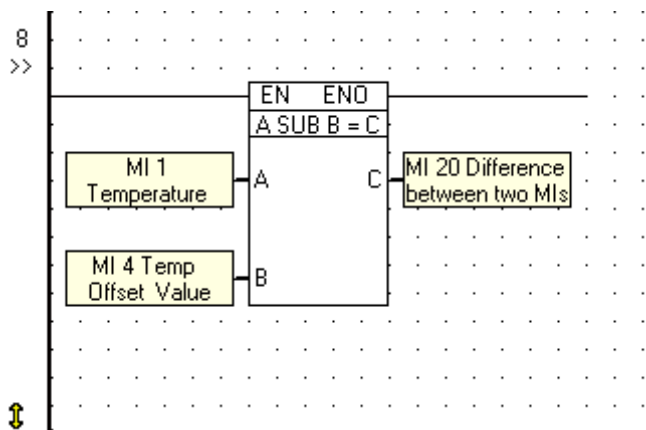 8
>>
EN ENO
A SUB B = C
MI 1
Temperature
A
C
MI 20 Difference
between two MIs
MI 4 Temp
Offset Value
B